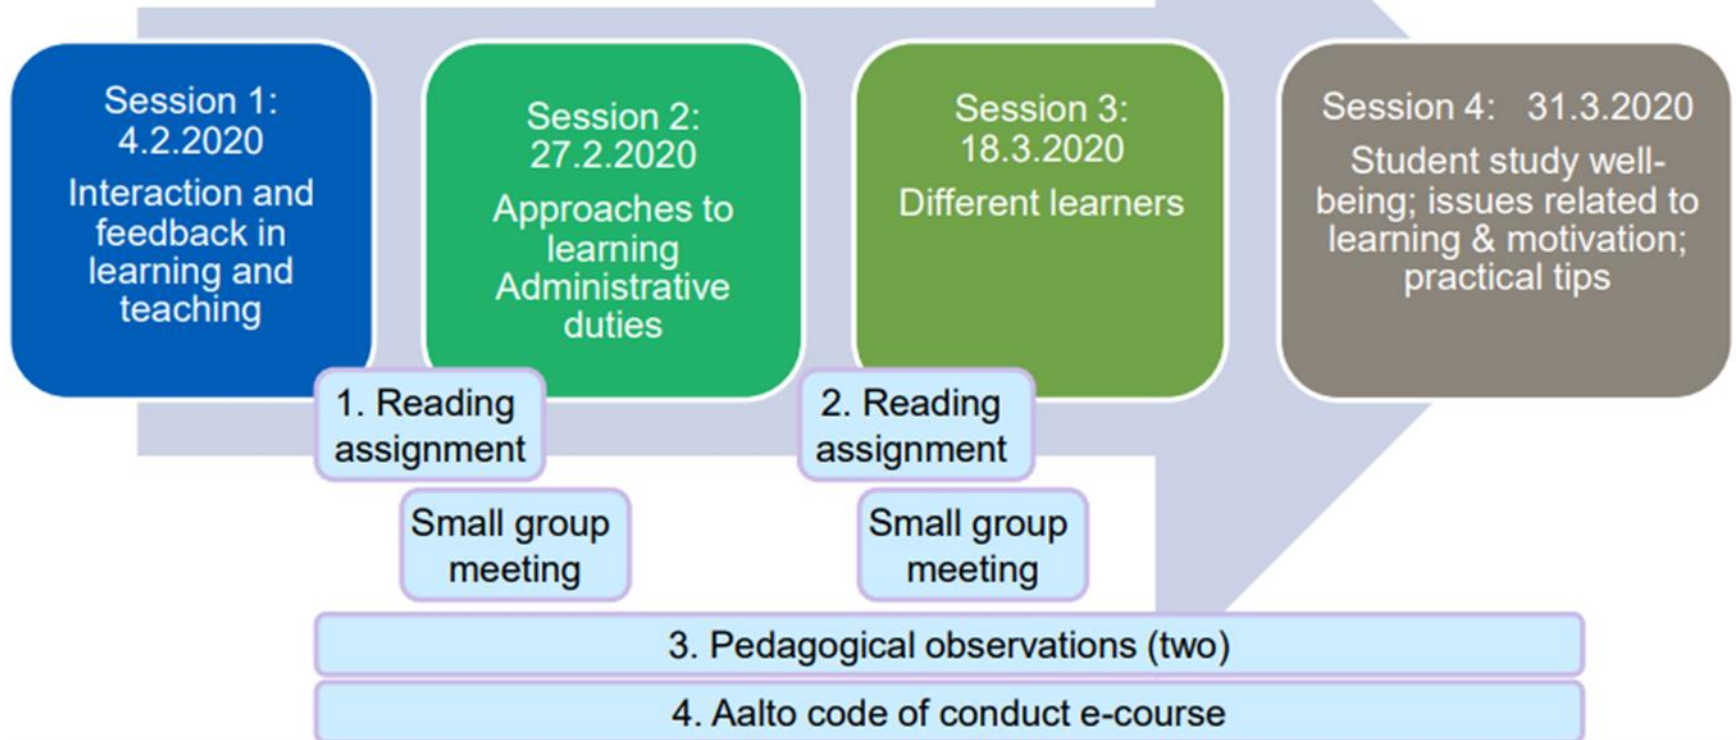 Session 1:
4.2.2020
Interaction and
feedback in
learning and
teaching
Session 2:
27.2.2020
Approaches to
learning
Administrative
duties
Session 3:
18.3.2020
Different learners
Session 4: 31.3.2020
Student study well-
being; issues related to
learning & motivation;
practical tips
1. Reading
assignment
2. Reading
assignment
Small group
meeting
Small group
meeting
3. Pedagogical observations (two)
4. Aalto code of conduct e-course